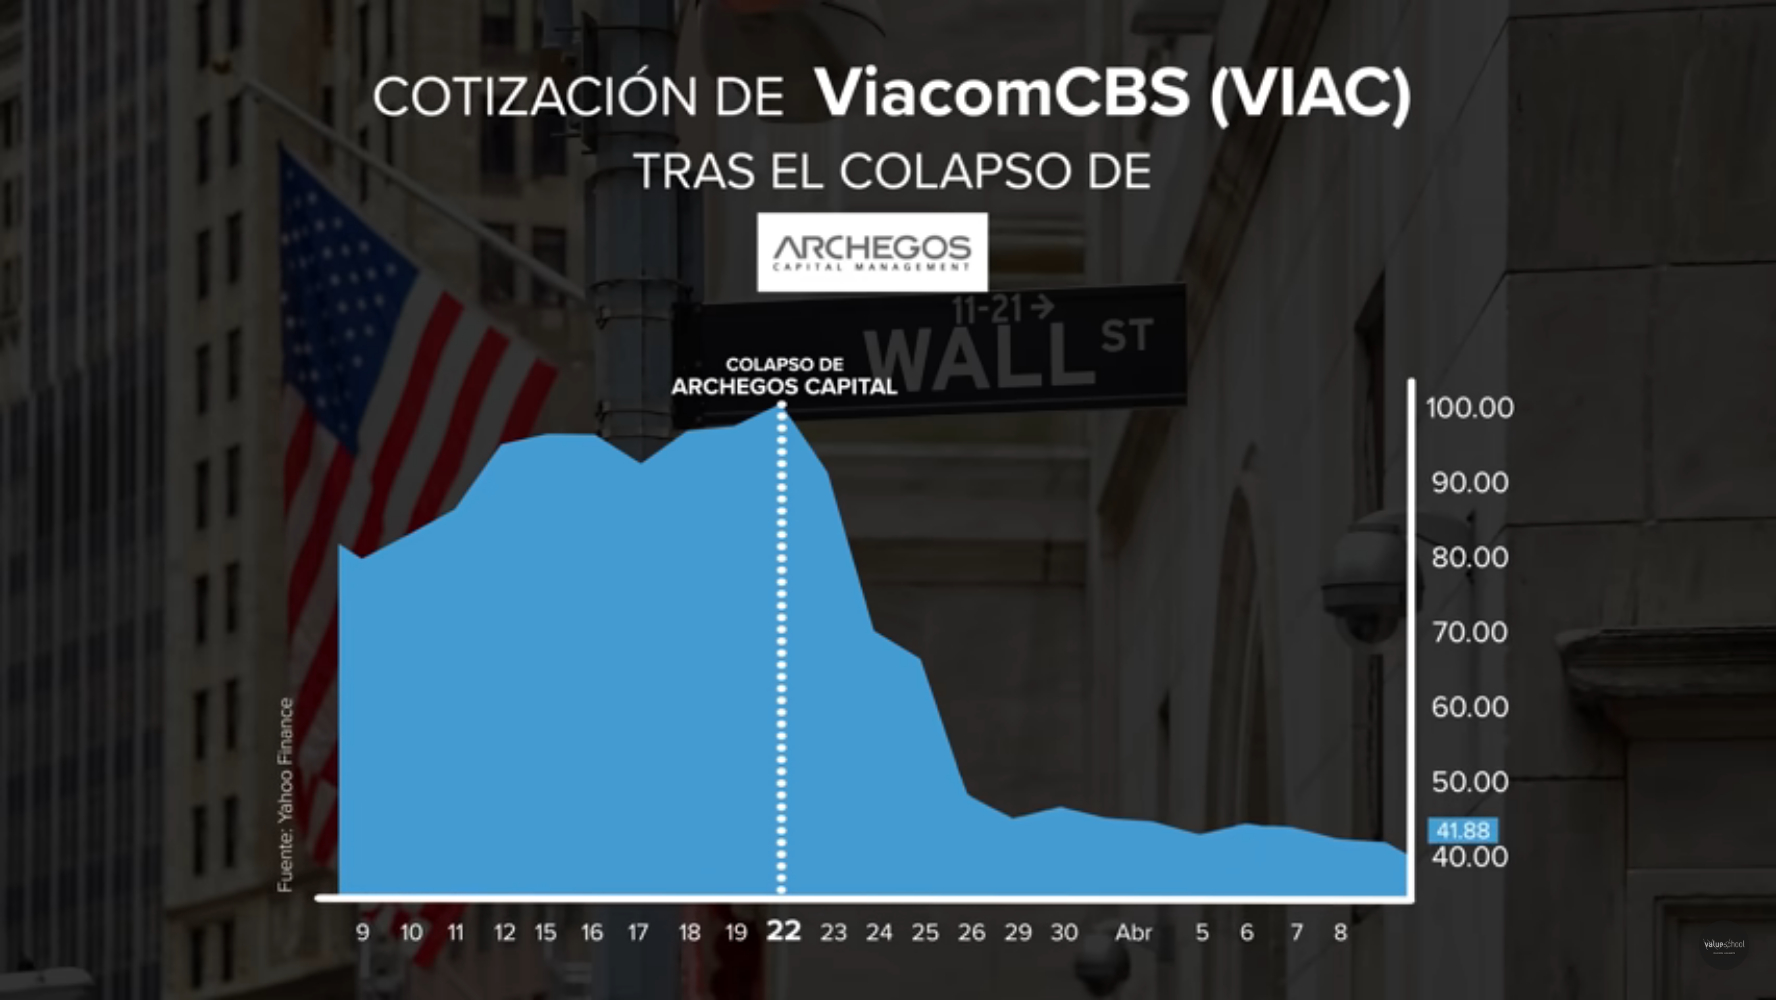 COTIZACIÓN DE ViacomCBS (VIAC)
TRAS EL COLAPSO DE
ARCHEGOS
CAPITAL MANAGEMENT
11-21→
WALL ST
COLAPSO DE
ARCHEGOS CAPITAL
100.00
90.00
80.00
70.00
60.00
50.00
41.88
40.00
Fuente: Yahoo Finance
9 10 11 12 15 16 17 18 19 22 23 24 25 26 29 30 Abr 5 6 7 8
valueschool